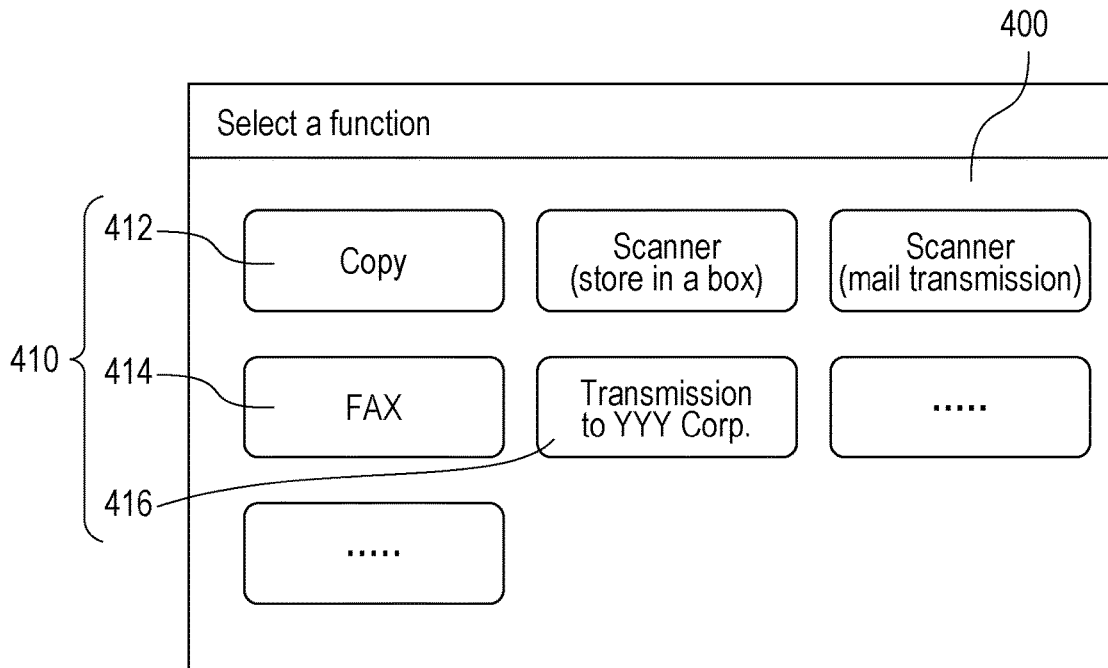 400
Select a function
412
Copy
Scanner
(store in a box)
Scanner
(mail transmission)
410
414
FAX
Transmission
to YYY Corp.
.....
416
.....